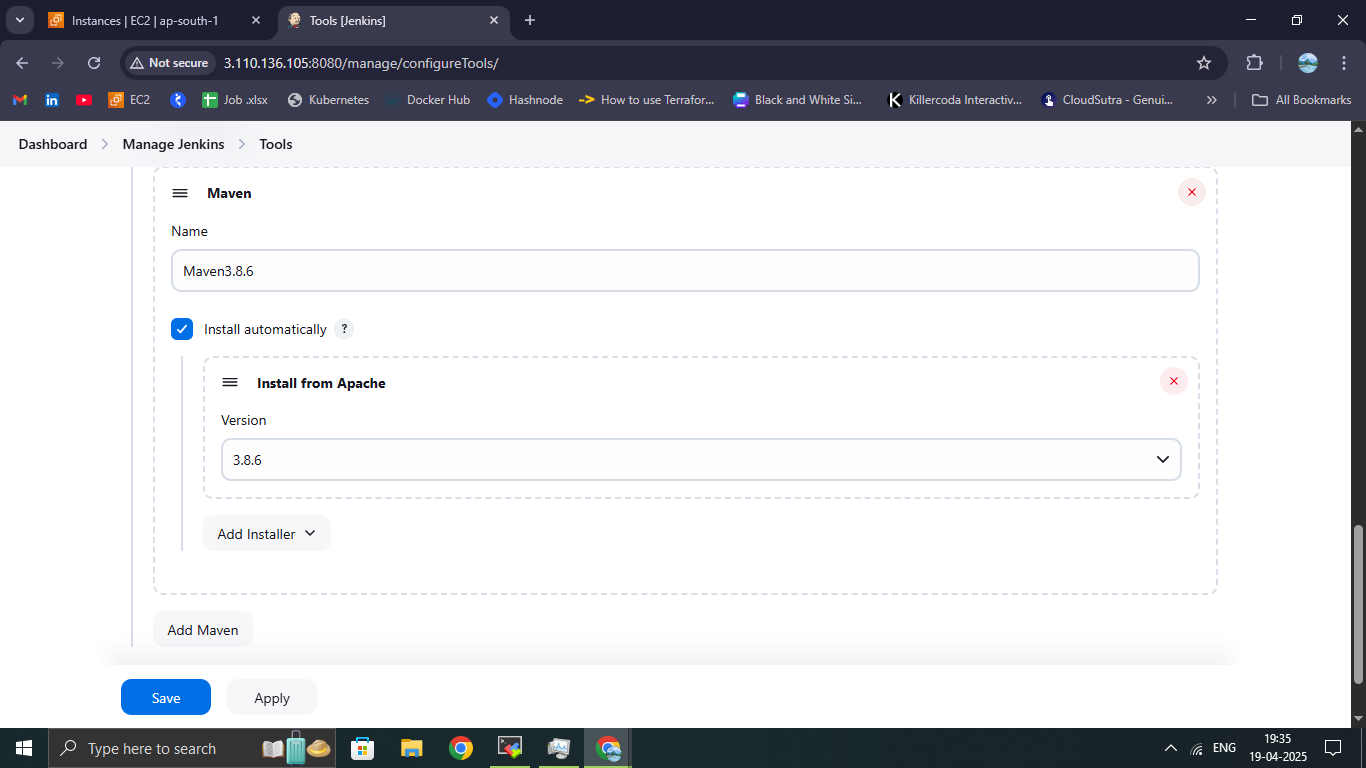 Instances | EC2 | ap-south-1
Tools [Jenkins]
Not secure
3.110.136.105:8080/manage/configureTools/
EC2
Job .xlsx
Kubernetes
Docker Hub
Hashnode
How to use Terrafor...
Black and White Si...
Killercoda Interactiv...
CloudSutra - Genui...
»
All Bookmarks
Dashboard
Manage Jenkins
Tools
Maven
Name
Maven3.8.6
Install automatically ?
Install from Apache
Version
3.8.6
Add Installer
Add Maven
Save
Apply
Type here to search
ENG
19:35
19-04-2025